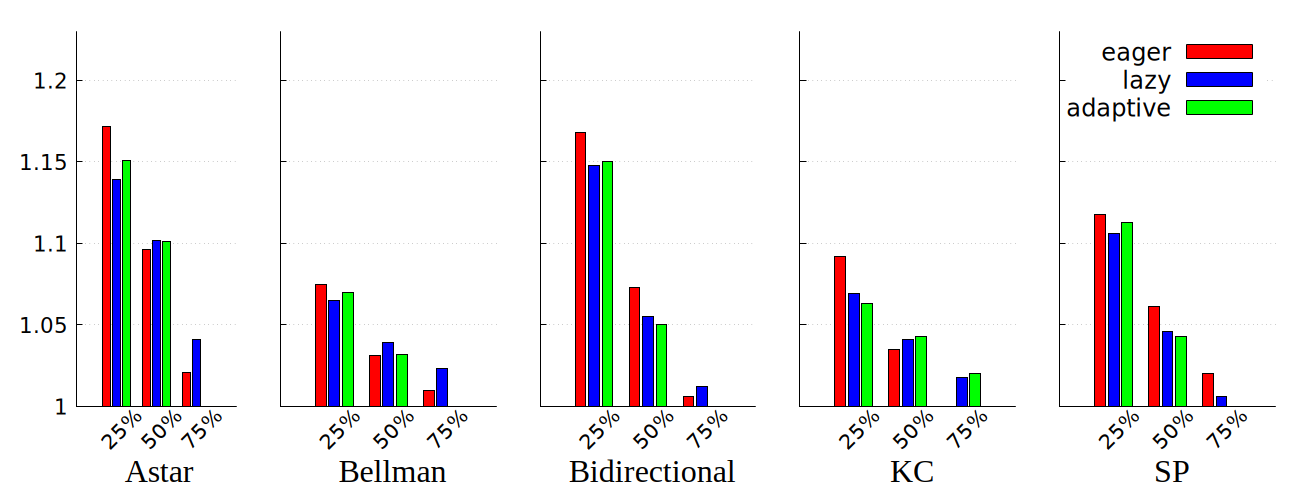 eager
lazy
adaptive
1.2
1.15
1.1
1.05
1
25% 50% 75% 25% 50% 75% 25% 50% 75% 25% 50% 75% 25% 50% 75%
Astar Bellman Bidirectional KC SP